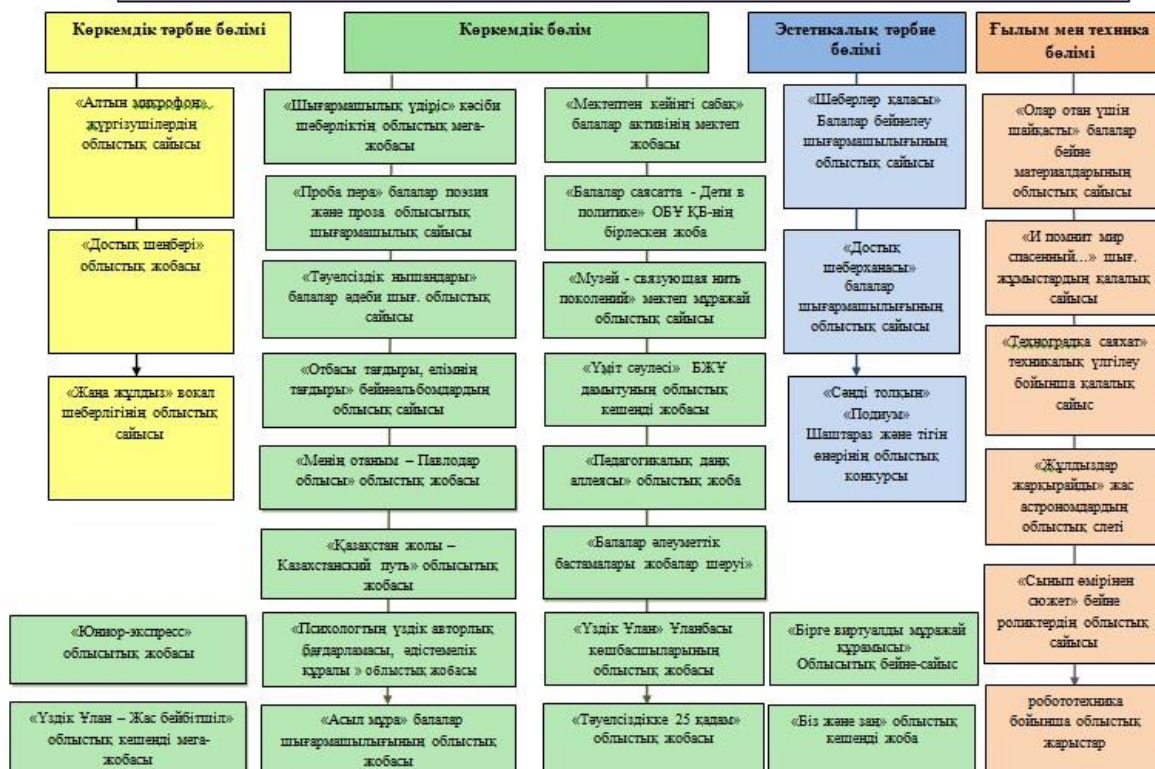 Көркемдік тәрбие бөлімі
Көркемдік бөлім
Эстетикалық тәрбие
бөлімі
Ғылым мен техника
бөлімі
«Алтын микрофон»
жүргізушілердің
облыстық сайысы
«Достық шеңбері»
облыстық жобасы
«Жаңа жұлдыз» вокал
шеберлігінің облыстық
сайысы
«Шығармашылық үдіріс» кәсіби
шеберліктің облыстық мега-
жобасы
«Проба пера» балалар поэзия
және проза облысытық
шығармашылық сайысы
«Тәуелсіздік нышандары»
балалар әдеби шығ. облыстық
сайысы
«Отбасы тағдыры, елімнің
тағдыры» бейнеальбомдардың
облысық сайысы
«Менің отаным – Павлодар
облысы» облыстық жобасы
«Қазақстан жолы –
Казахстанский путь» облысытық
жобасы
«Юниор-экспресс»
облысытық жобасы
«Психологтың үздік авторлық
бағдарламасы, әдістемелік
құралы » облыстық жобасы
«Үздік Ұлан – Жас бейбітшіл»
облыстық кешенді мега-
жобасы
«Асыл мұра» балалар
шығармашылығының облыстық
жобасы
«Мектептен кейінгі сабақ»
балалар активінің мектеп
жобасы
«Балалар саясатта - Дети в
политике» ОБҰ ҚБ-нің
бірлескен жоба
«Музей - связующая нить
поколений» мектеп мұражай
облыстық сайысы
«Үміт сәулесі» БЖҰ
дамытуның облыстық
кешенді жобасы
«Педагогикалық даңқ
аллеясы» облыстық жоба
«Балалар әлеуметтік
бастамалары жобалар шеруі»
«Үздік Ұлан» Ұланбасы
көшбасшыларының
облыстық жобасы
«Тәуелсіздікке 25 қадам»
облыстық жобасы
«Шеберлер қаласы»
Балалар бейнелеу
шығармашылығының
облыстық сайысы
«Достық
шеберханасы»
балалар
шығармашылығының
облыстық сайысы
«Сәнді толқын»
«Подиум»
Шаштараз және тігін
өнерінің облыстық
конкурсы
«Бірге виртуалды мұражай
құрамысы»
Облысытық бейне-сайыс
«Біз және заң» облыстық
кешенді жоба
«Олар отан үшін
шайқасты» балалар
бейне
материалдарының
облыстық сайысы
«И помнит мир
спасенный…» шығ.
жұмыстардың қалалық
сайысы
«Техноградқа саяхат»
техникалық үлгілеу
бойынша қалалық
сайыс
«Жұлдыздар
жарқырайды» жас
астрономдардың
облыстық слеті
«Сынып өмірінен
сюжет» бейне
роликтердің облыстық
сайысы
робототехника
бойынша облыстық
жарыстар